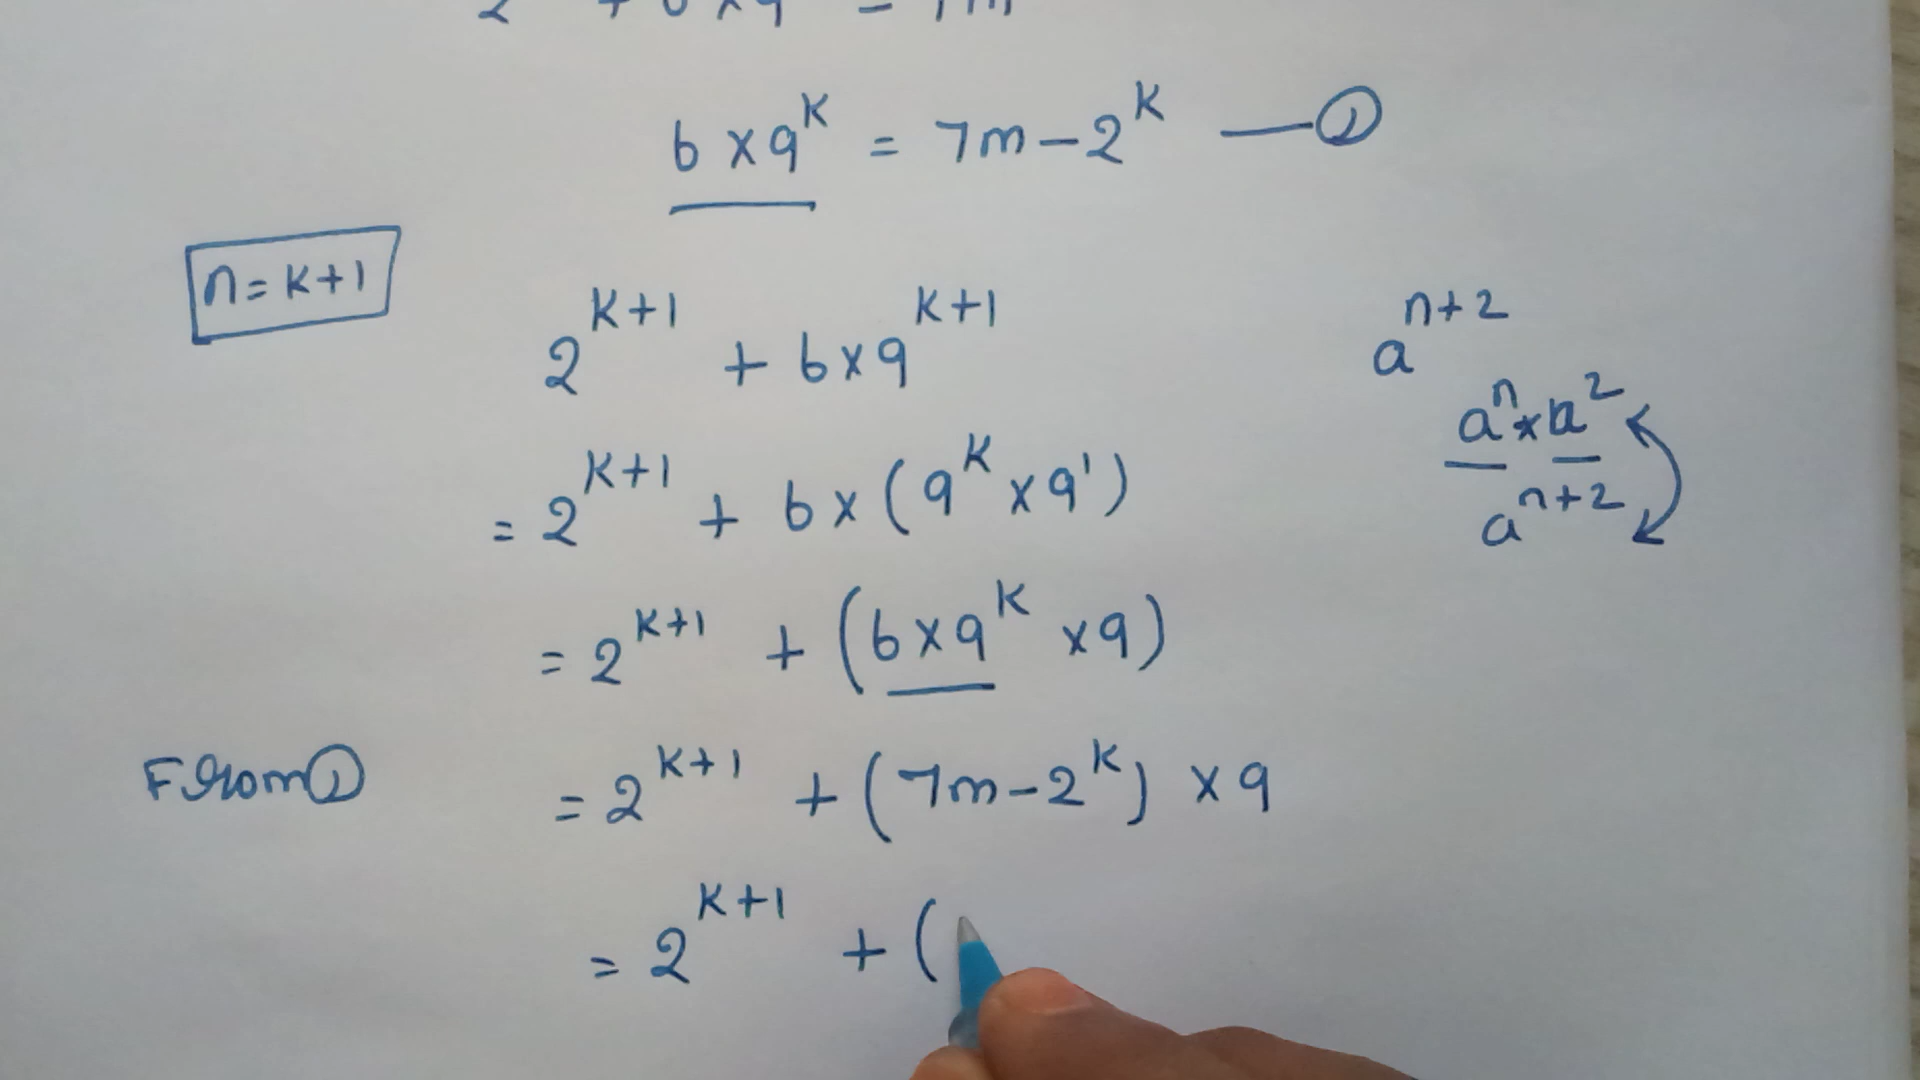 6 × 9^k = 7m − 2^k —①
n = k+1
2^(k+1) + 6×9^(k+1)
a^(n+2)
a^n × a^2
= 2^(k+1) + 6 × (9^k × 9^1)
a^(n+2)
= 2^(k+1) + (6×9^k ×9)
From ① = 2^(k+1) + (7m − 2^k) × 9
= 2^(k+1) + (